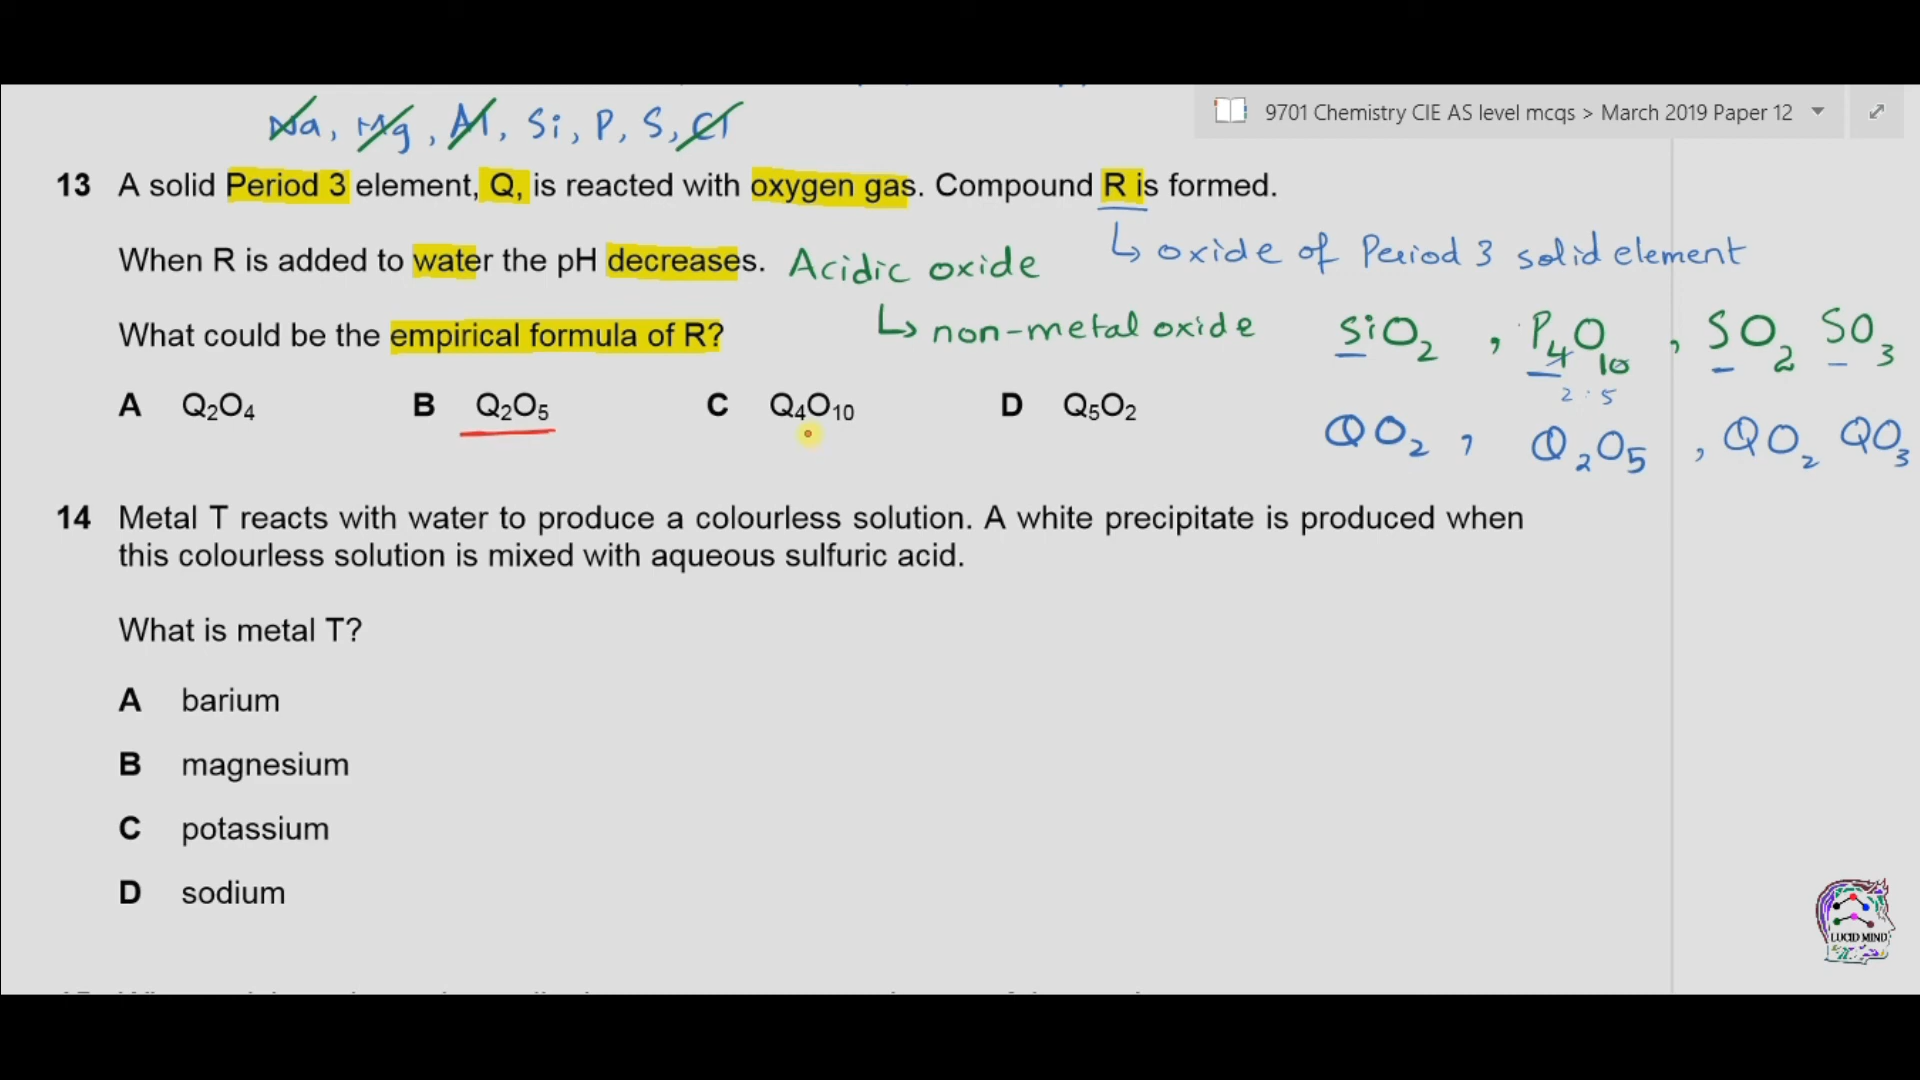 Na, Mg, Al, Si, P, S, Cl
9701 Chemistry CIE AS level mcqs > March 2019 Paper 12
13 A solid Period 3 element, Q, is reacted with oxygen gas. Compound R is formed.
↳ oxide of Period 3 solid element
When R is added to water the pH decreases. Acidic oxide
↳ non-metal oxide
SiO2 , P4O10 , SO2 SO3
2 : 5
What could be the empirical formula of R?
A Q2O4 B Q2O5 C Q4O10 D Q5O2
QO2 , Q2O5 , QO2 QO3
14 Metal T reacts with water to produce a colourless solution. A white precipitate is produced when
this colourless solution is mixed with aqueous sulfuric acid.
What is metal T?
A barium
B magnesium
C potassium
D sodium
LUCID MIND